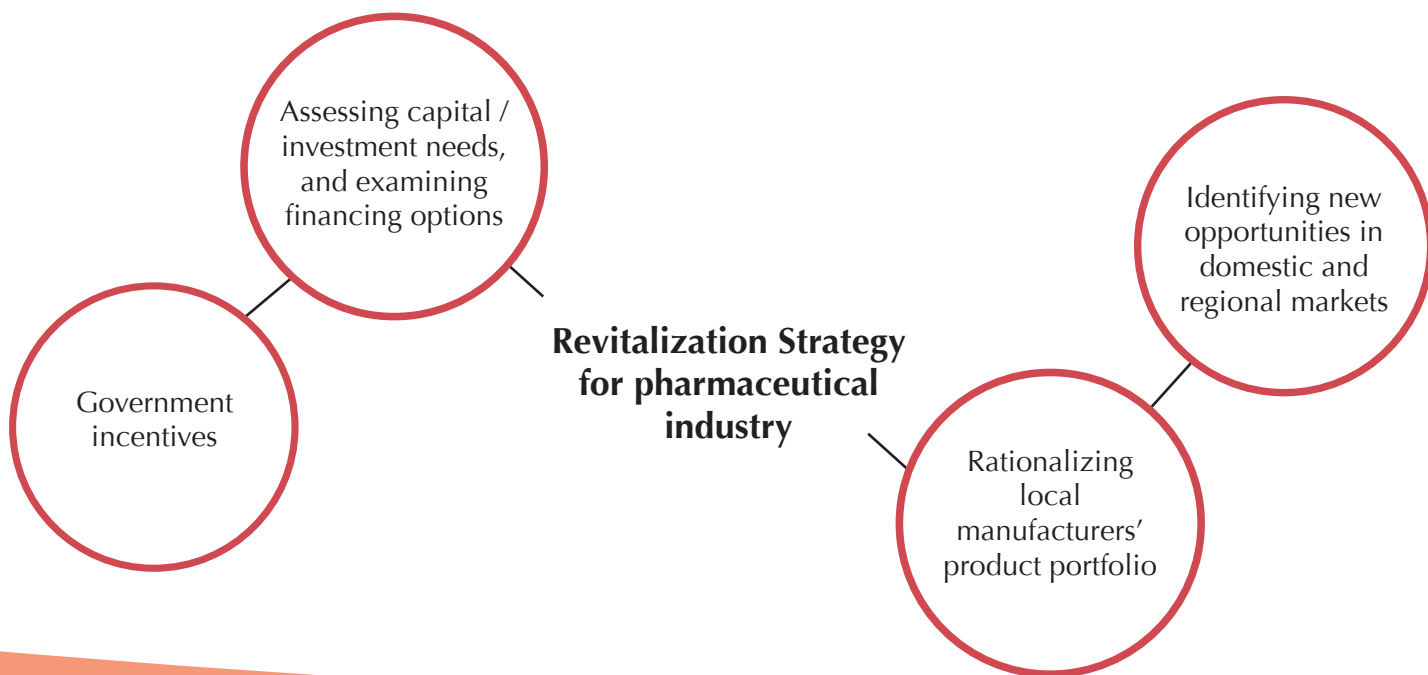 Assessing capital /
investment needs,
and examining
financing options
Government
incentives
Revitalization Strategy
for pharmaceutical
industry
Identifying new
opportunities in
domestic and
regional markets
Rationalizing
local
manufacturers’
product portfolio